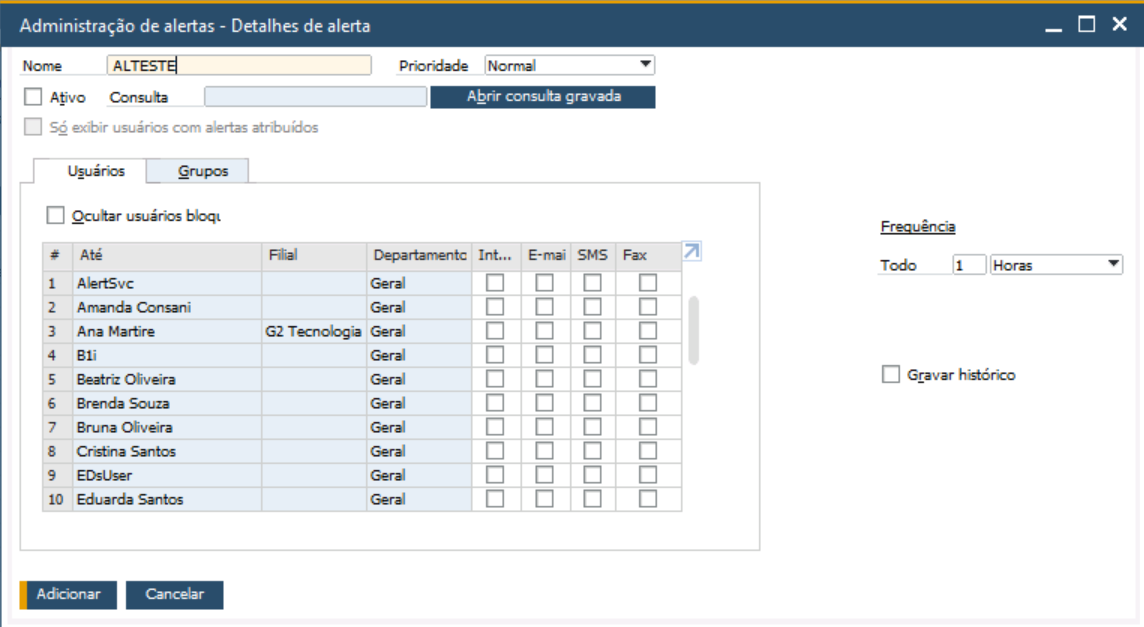 Administração de alertas - Detalhes de alerta
Nome ALTESTE Prioridade Normal
Ativo Consulta Abrir consulta gravada
Só exibir usuários com alertas atribuídos
Usuários Grupos
Ocultar usuários bloqu
Frequência
Todo 1 Horas
Gravar histórico
# Até Filial Departamento Int... E-mai SMS Fax
1 AlertSvc Geral
2 Amanda Consani Geral
3 Ana Martire G2 Tecnologia Geral
4 B1i Geral
5 Beatriz Oliveira Geral
6 Brenda Souza Geral
7 Bruna Oliveira Geral
8 Cristina Santos Geral
9 EDsUser Geral
10 Eduarda Santos Geral
Adicionar Cancelar